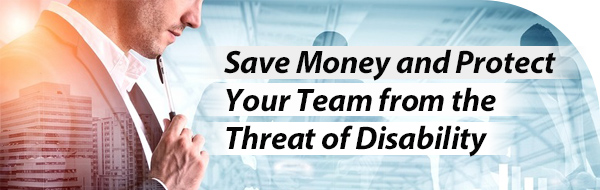 Save Money and Protect
Your Team from the
Threat of Disability